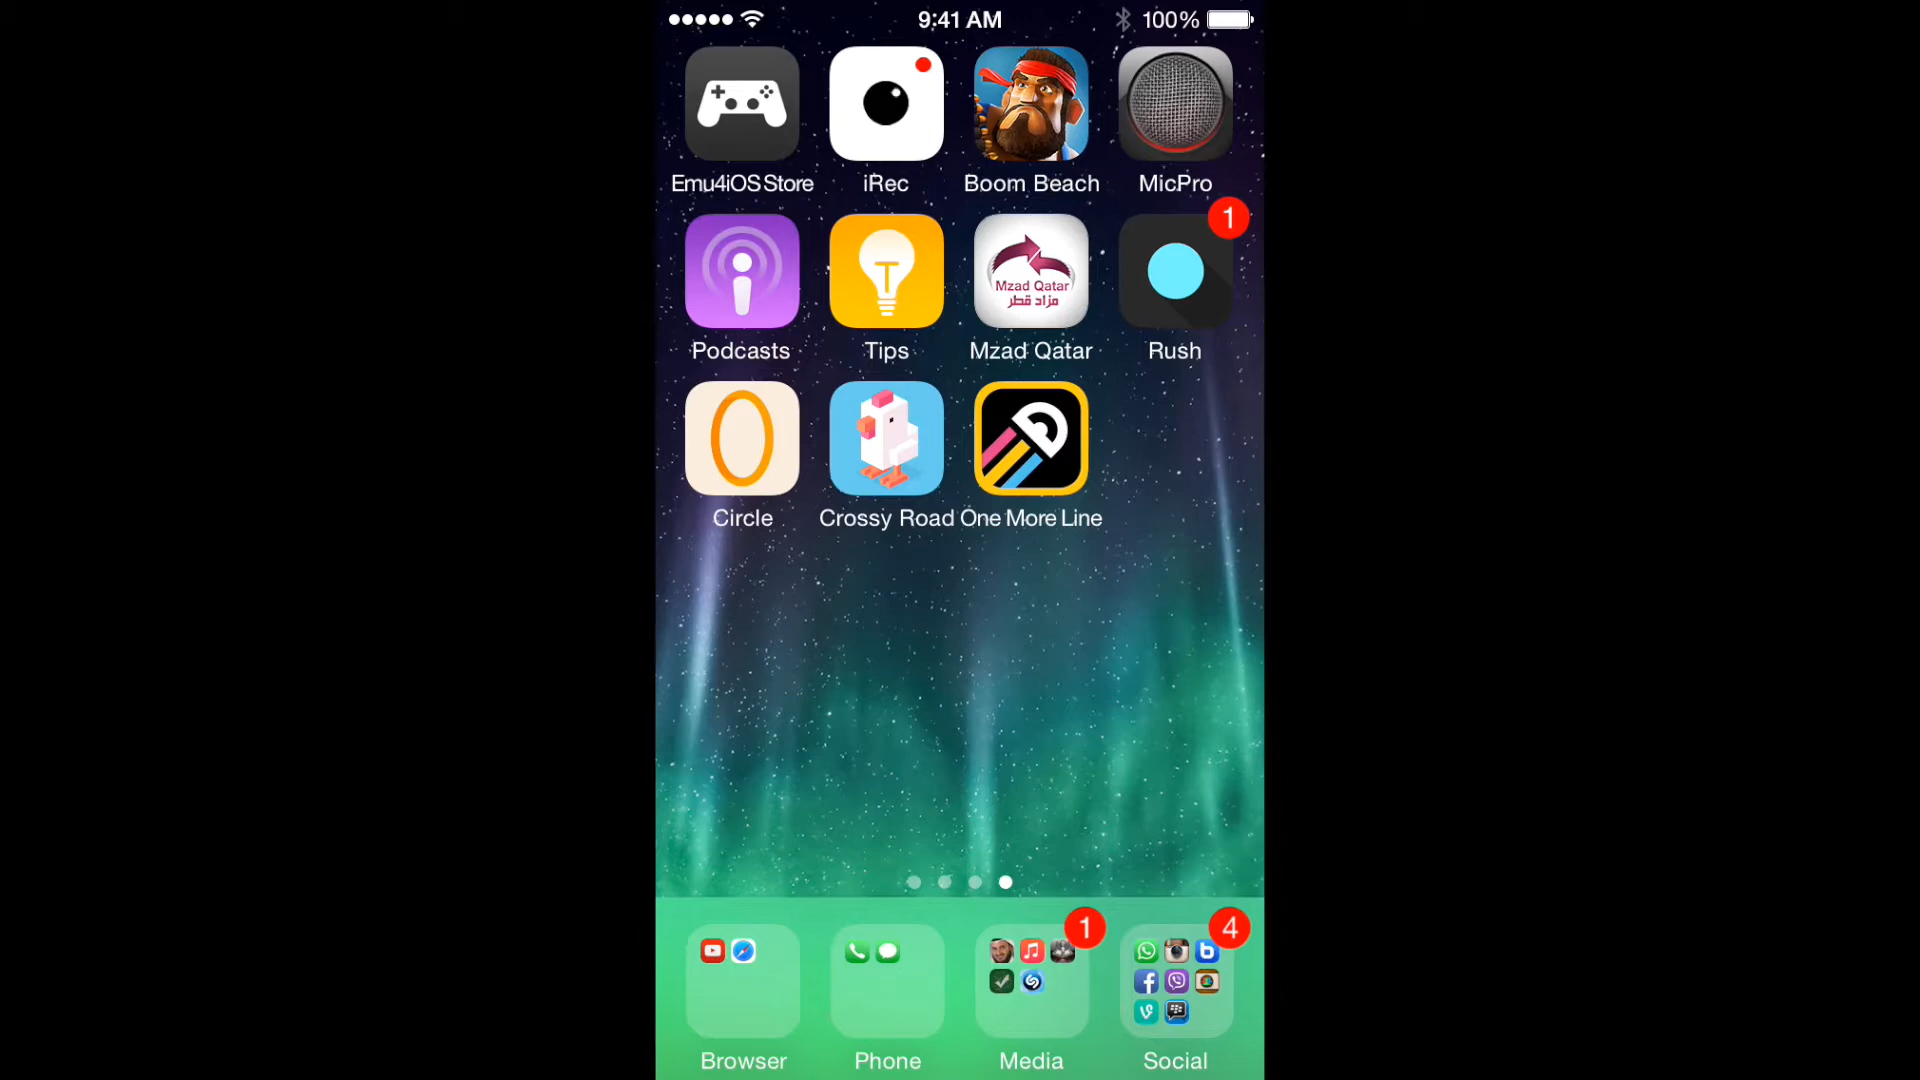 9:41 AM
100%
Emu4iOS Store
iRec
Boom Beach
MicPro
Mzad Qatar
مزاد قطر
1
Podcasts
Tips
Mzad Qatar
Rush
Circle
Crossy Road
One More Line
1
4
Browser
Phone
Media
Social